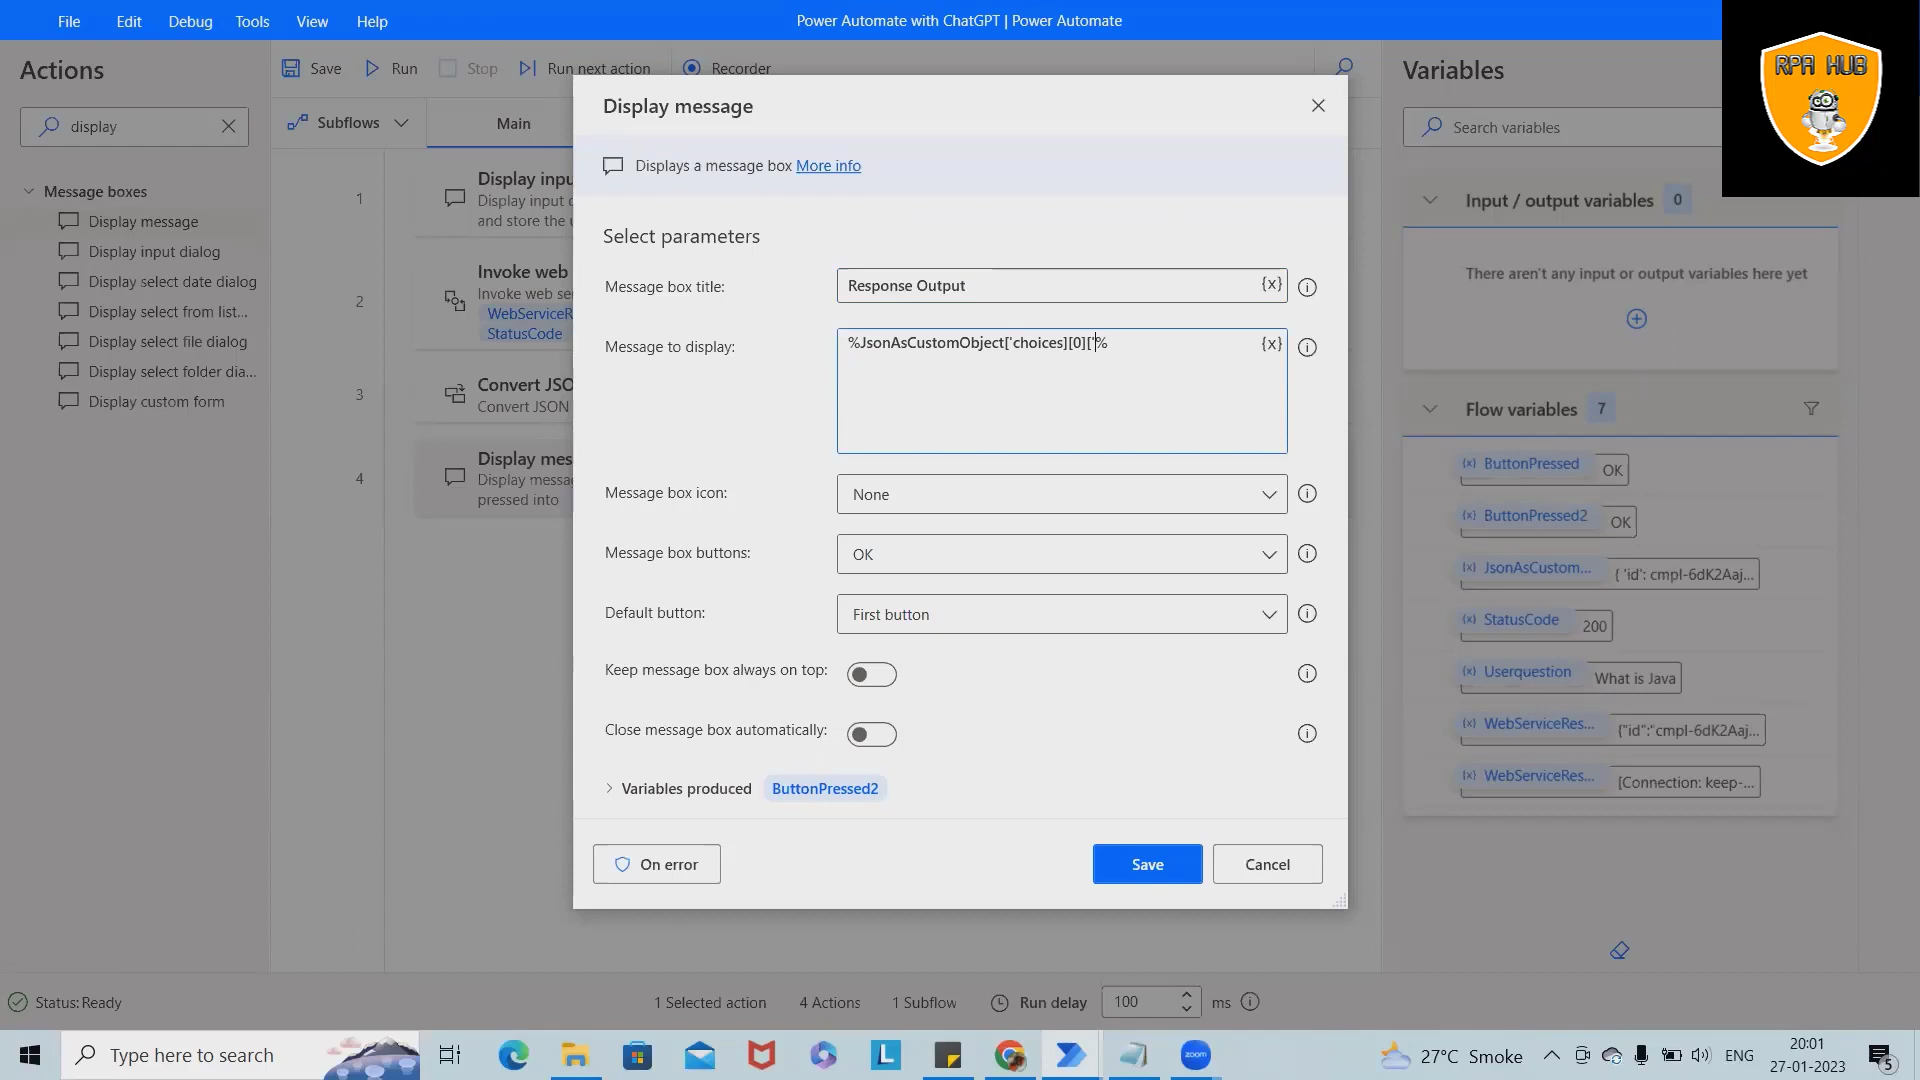 File Edit Debug Tools View Help
Power Automate with ChatGPT | Power Automate
RPA HUB
Actions
display
Message boxes
Display message
Display input dialog
Display select date dialog
Display select from list...
Display select file dialog
Display select folder dia...
Display custom form
Save Run Stop Run next action Recorder
Subflows Main
1
Display inpu
Display input d
and store the u
2
Invoke web
Invoke web se
WebServiceR
StatusCode
3
Convert JSO
Convert JSON
4
Display mes
Display messa
pressed into
Display message
Displays a message box More info
Select parameters
Message box title: Response Output {x}
Message to display: %JsonAsCustomObject['choices][0]['% {x}
Message box icon: None
Message box buttons: OK
Default button: First button
Keep message box always on top:
Close message box automatically:
Variables produced ButtonPressed2
On error Save Cancel
Variables
Search variables
Input / output variables 0
There aren't any input or output variables here yet
Flow variables 7
{x} ButtonPressed OK
{x} ButtonPressed2 OK
{x} JsonAsCustom... { 'id': cmpl-6dK2Aaj...
{x} StatusCode 200
{x} Userquestion What is Java
{x} WebServiceRes... {"id":"cmpl-6dK2Aaj...
{x} WebServiceRes... [Connection: keep-...
Status: Ready 1 Selected action 4 Actions 1 Subflow Run delay 100 ms
Type here to search
L
zoom
27°C Smoke
ENG
20:01
27-01-2023
5